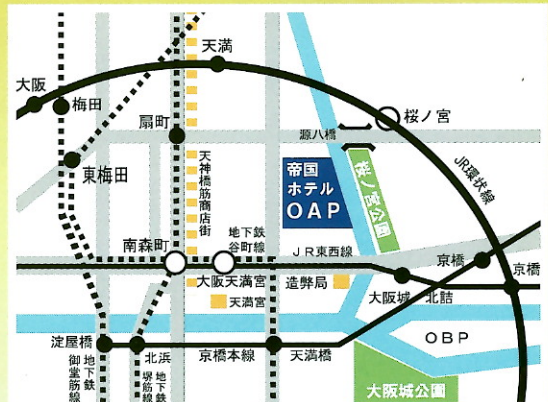 天満
大阪
梅田
桜ノ宮
扇町
源八橋
東梅田
天神橋筋商店街
帝国
ホテル
OAP
桜ノ宮公園
JR環状線
南森町
地下鉄
谷町線
JR東西線
京橋
大阪天満宮
造幣局
京橋
天満宮
大阪城
北詰
淀屋橋
北浜
京橋本線
天満橋
OBP
地下鉄
御堂筋線
地下鉄
堺筋線
大阪城公園